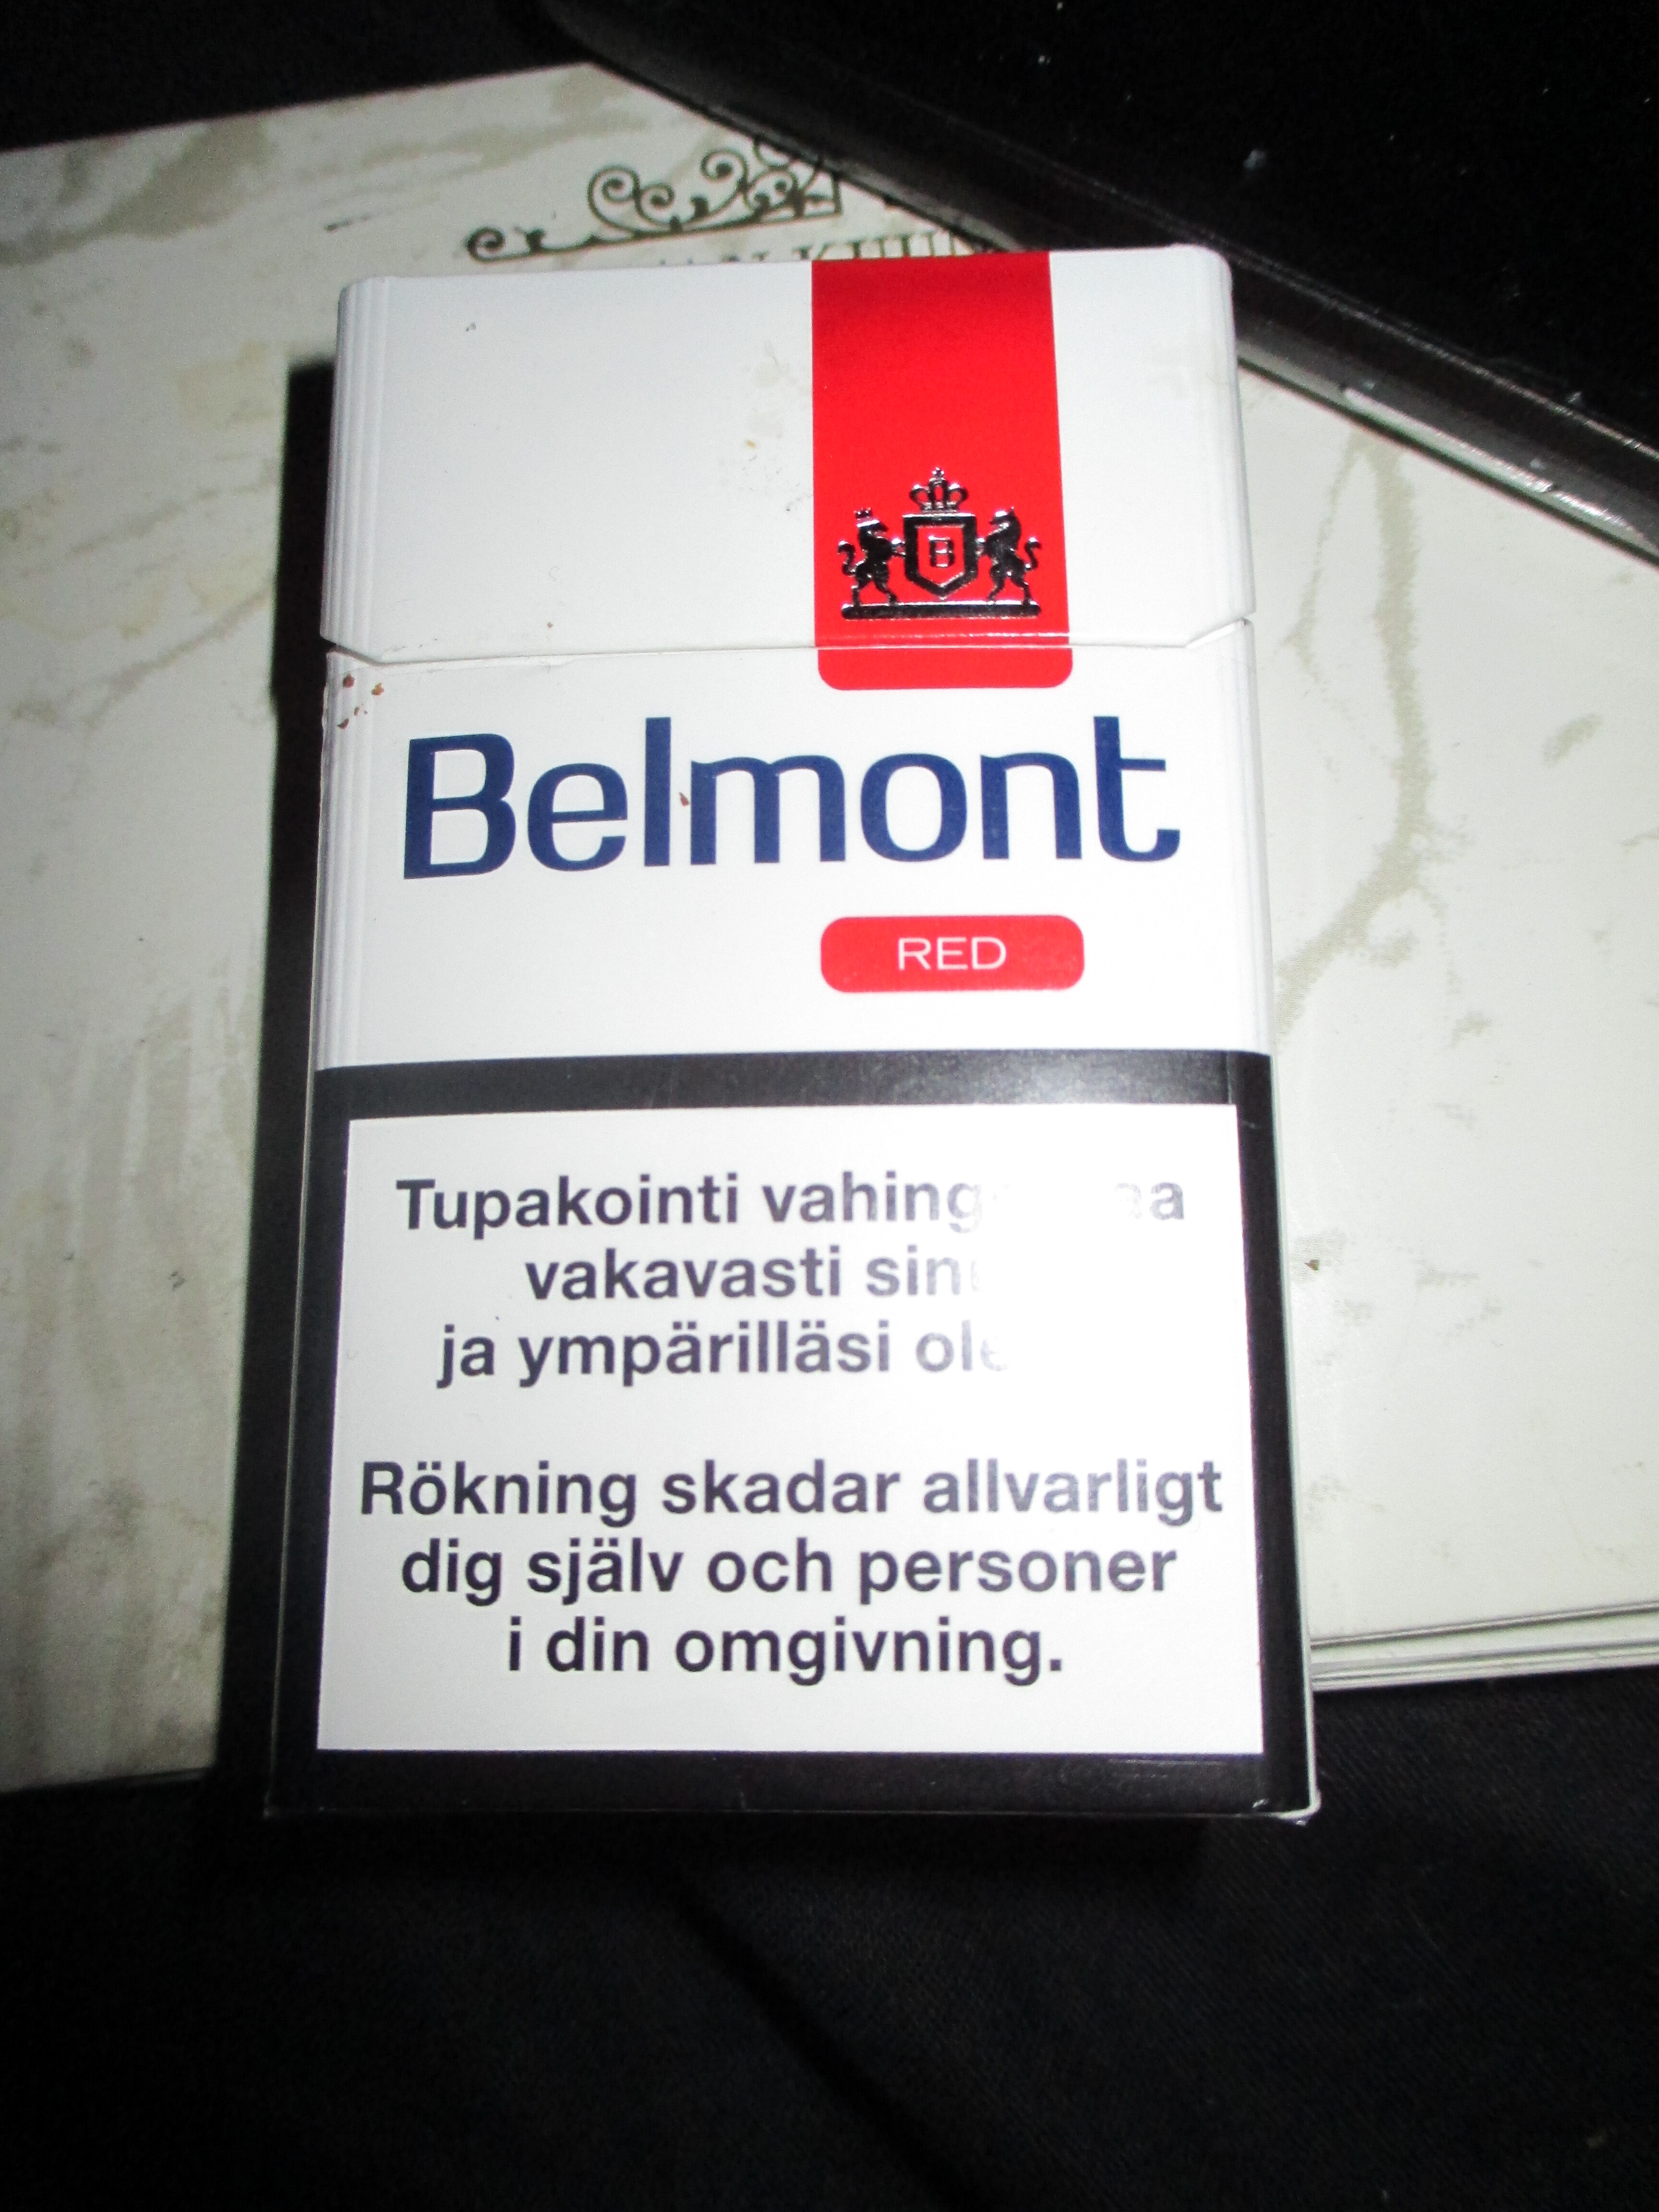 B
Belmont
RED
Tupakointi
vakavasti
ja ympärilläsi
Rökning skadar allvarligt
dig själv och personer
i din omgivning.